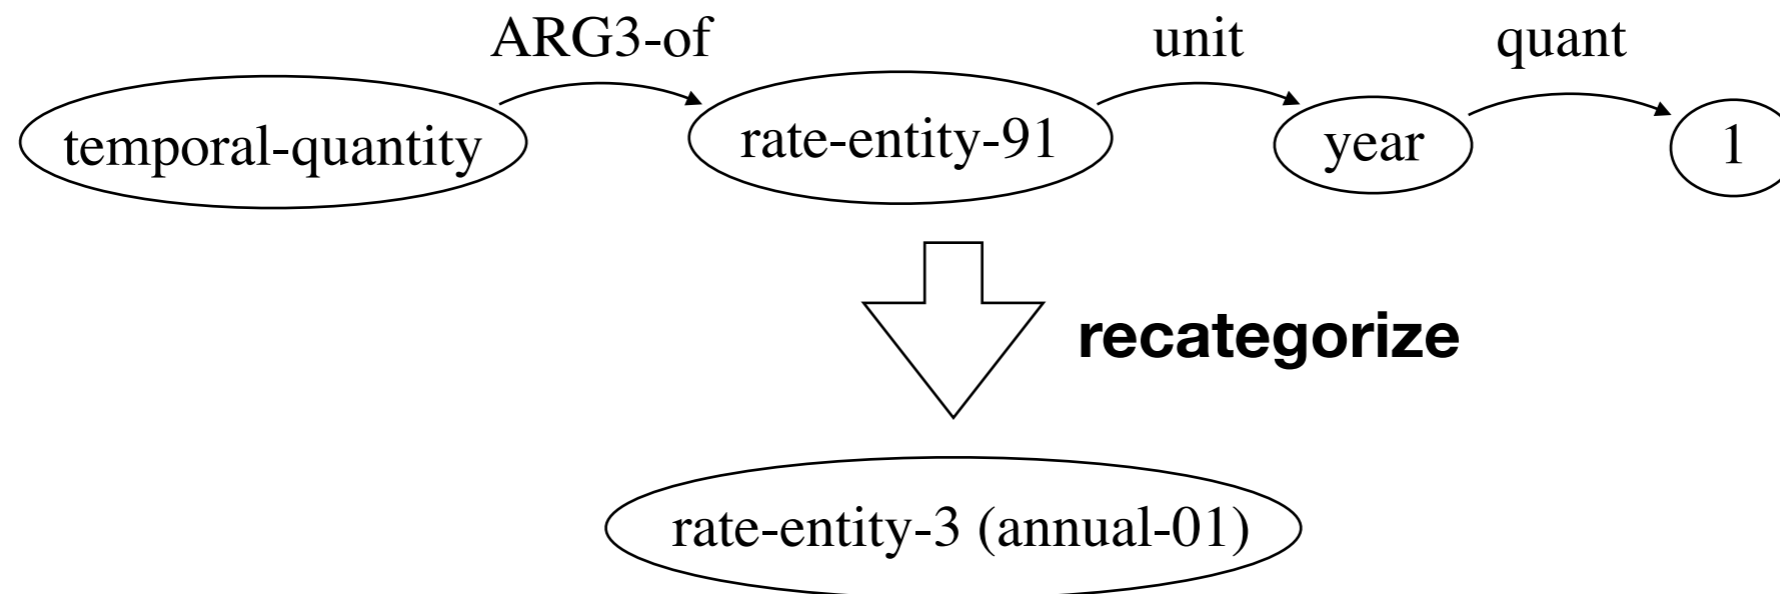 ARG3-of unit quant
temporal-quantity rate-entity-91 year 1
recategorize
rate-entity-3 (annual-01)